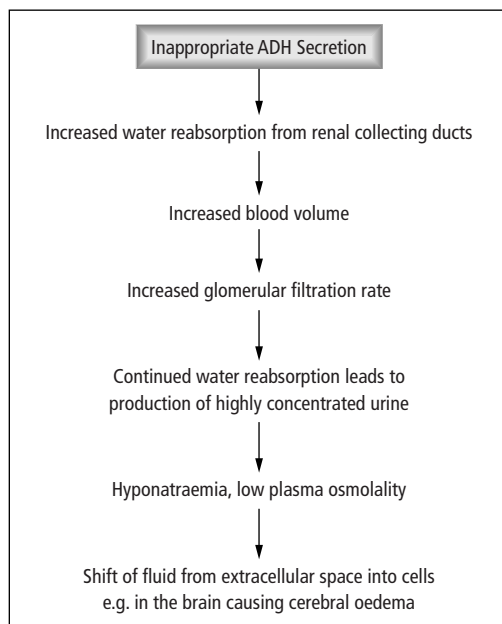 Inappropriate ADH Secretion
Increased water reabsorption from renal collecting ducts
Increased blood volume
Increased glomerular filtration rate
Continued water reabsorption leads to
production of highly concentrated urine
Hyponatraemia, low plasma osmolality
Shift of fluid from extracellular space into cells
e.g. in the brain causing cerebral oedema